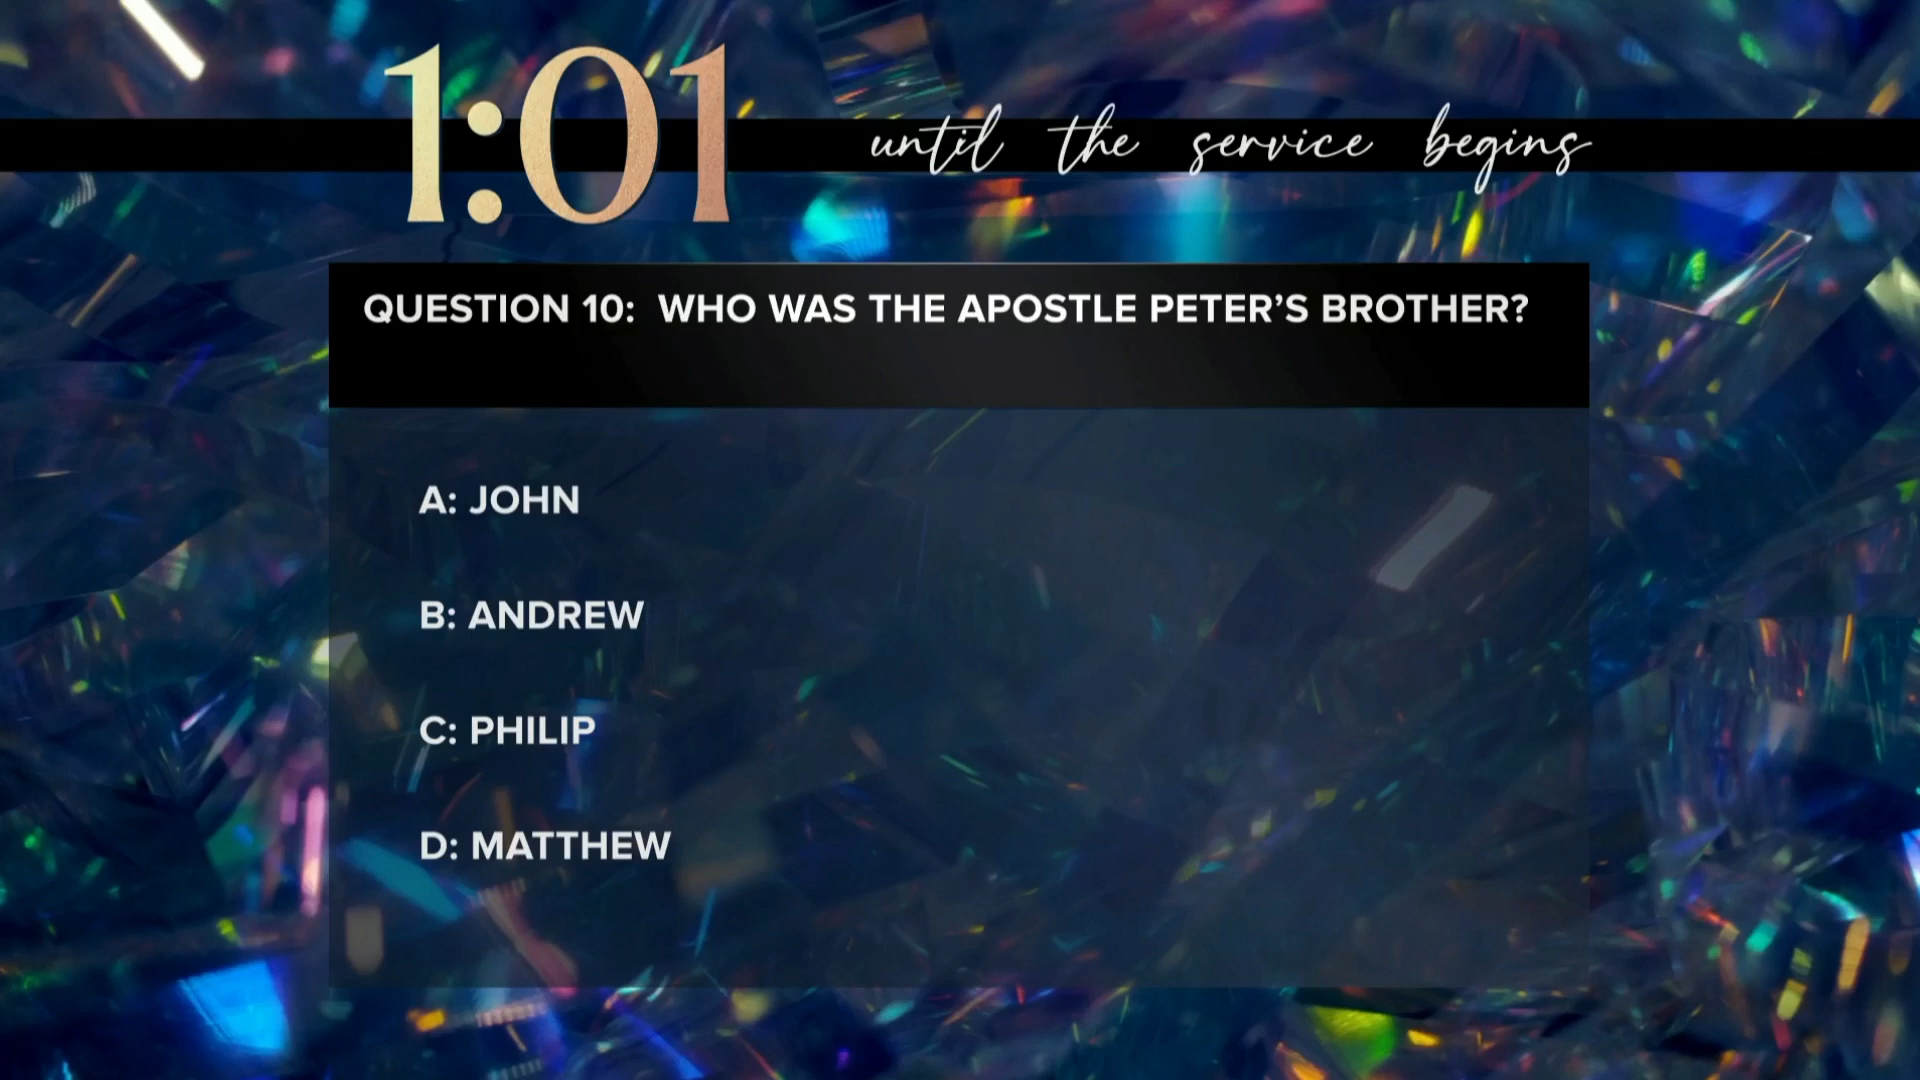 1:01 until the service begins
QUESTION 10: WHO WAS THE APOSTLE PETER’S BROTHER?
A: JOHN
B: ANDREW
C: PHILIP
D: MATTHEW